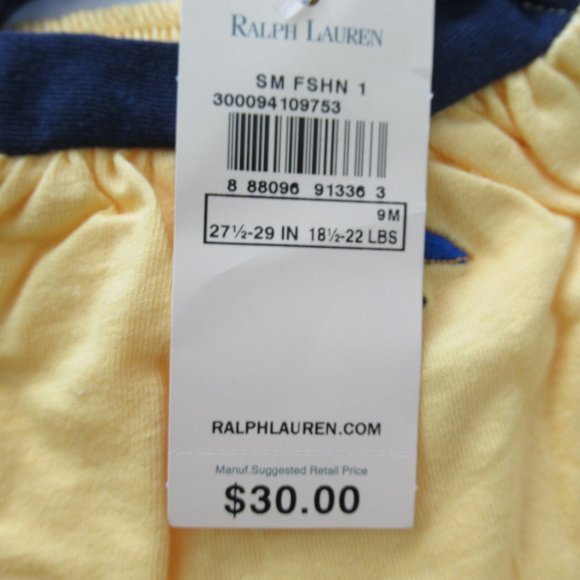 RALPH LAUREN
SM FSHN 1
300094109753
8 88096 91336 3
9M
27½-29 IN 18½-22 LBS
RALPHLAUREN.COM
Manuf.Suggested Retail Price
$30.00